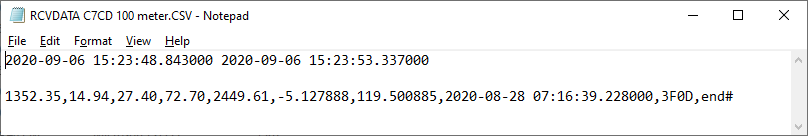 RCVDATA C7CD 100 meter.CSV - Notepad
File Edit Format View Help
2020-09-06 15:23:48.843000 2020-09-06 15:23:53.337000
1352.35,14.94,27.40,72.70,2449.61,-5.127888,119.500885,2020-08-28 07:16:39.228000,3F0D,end#